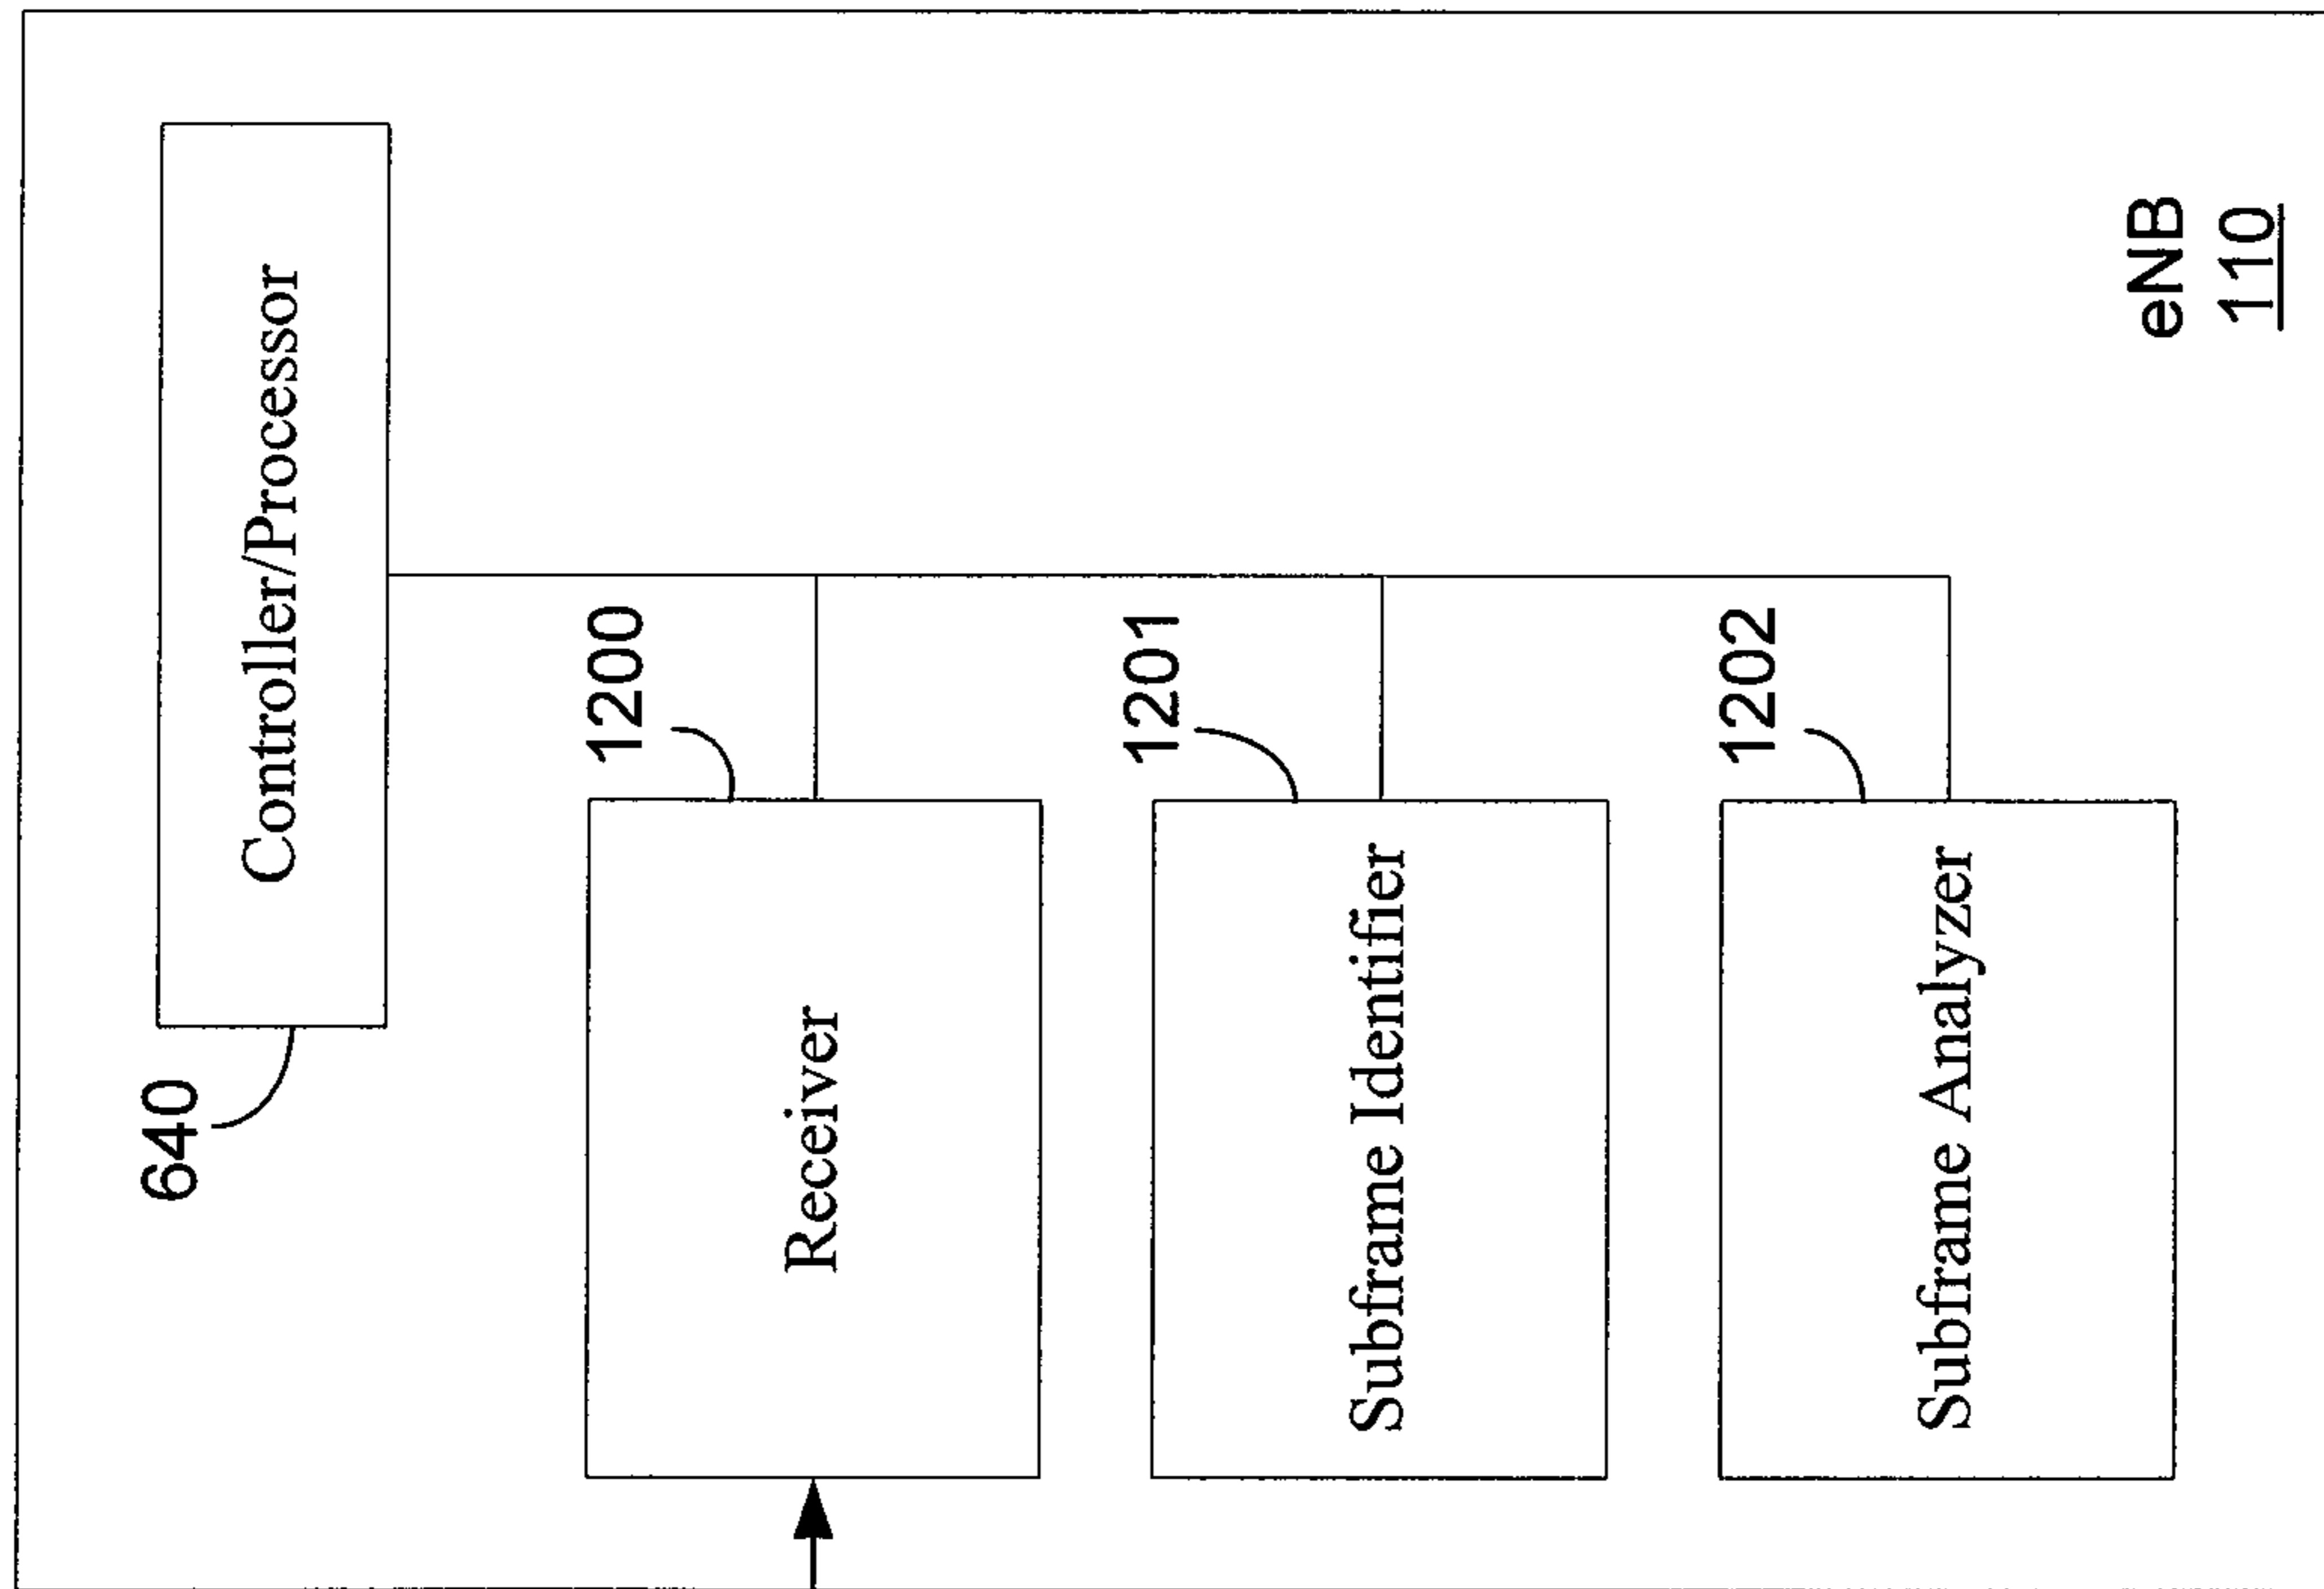 Controller/Processor
640
1200
Receiver
1201
Subframe Identifier
1202
Subframe Analyzer
eNB
110